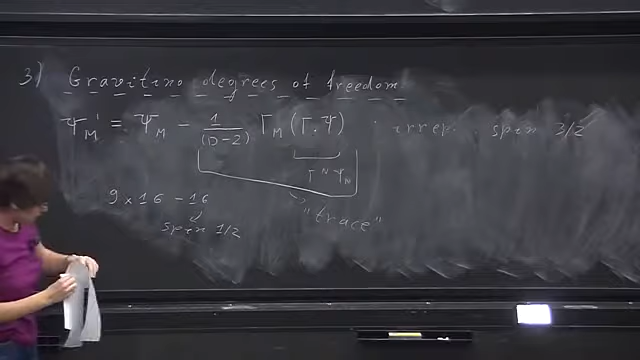 3) Gravitino degrees of freedom
Ψ'_M = Ψ_M - 1/(D-2) Γ_M (Γ·Ψ) · irrep. spin 3/2
Γ^N Ψ_N
9 x 16 - 16 "trace"
spin 1/2